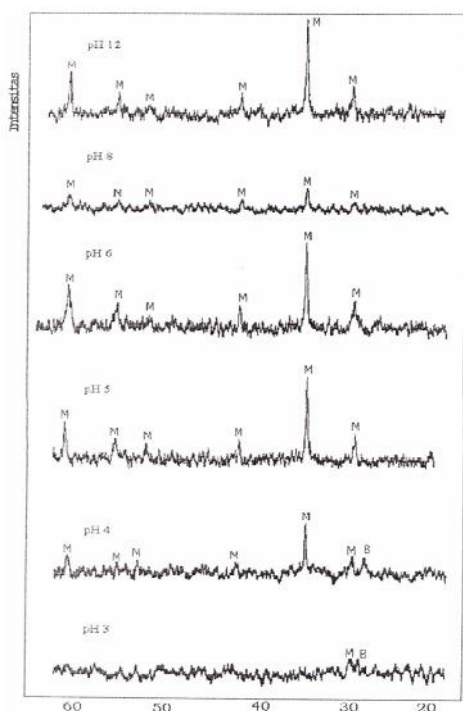 Intensitas
pH 12
M M M M M M
pH 8
M M M M M M
pH 6
M M M M M M
pH 5
M M M M M M
pH 4
M M M M M M B
pH 3
M B
60 50 40 30 20